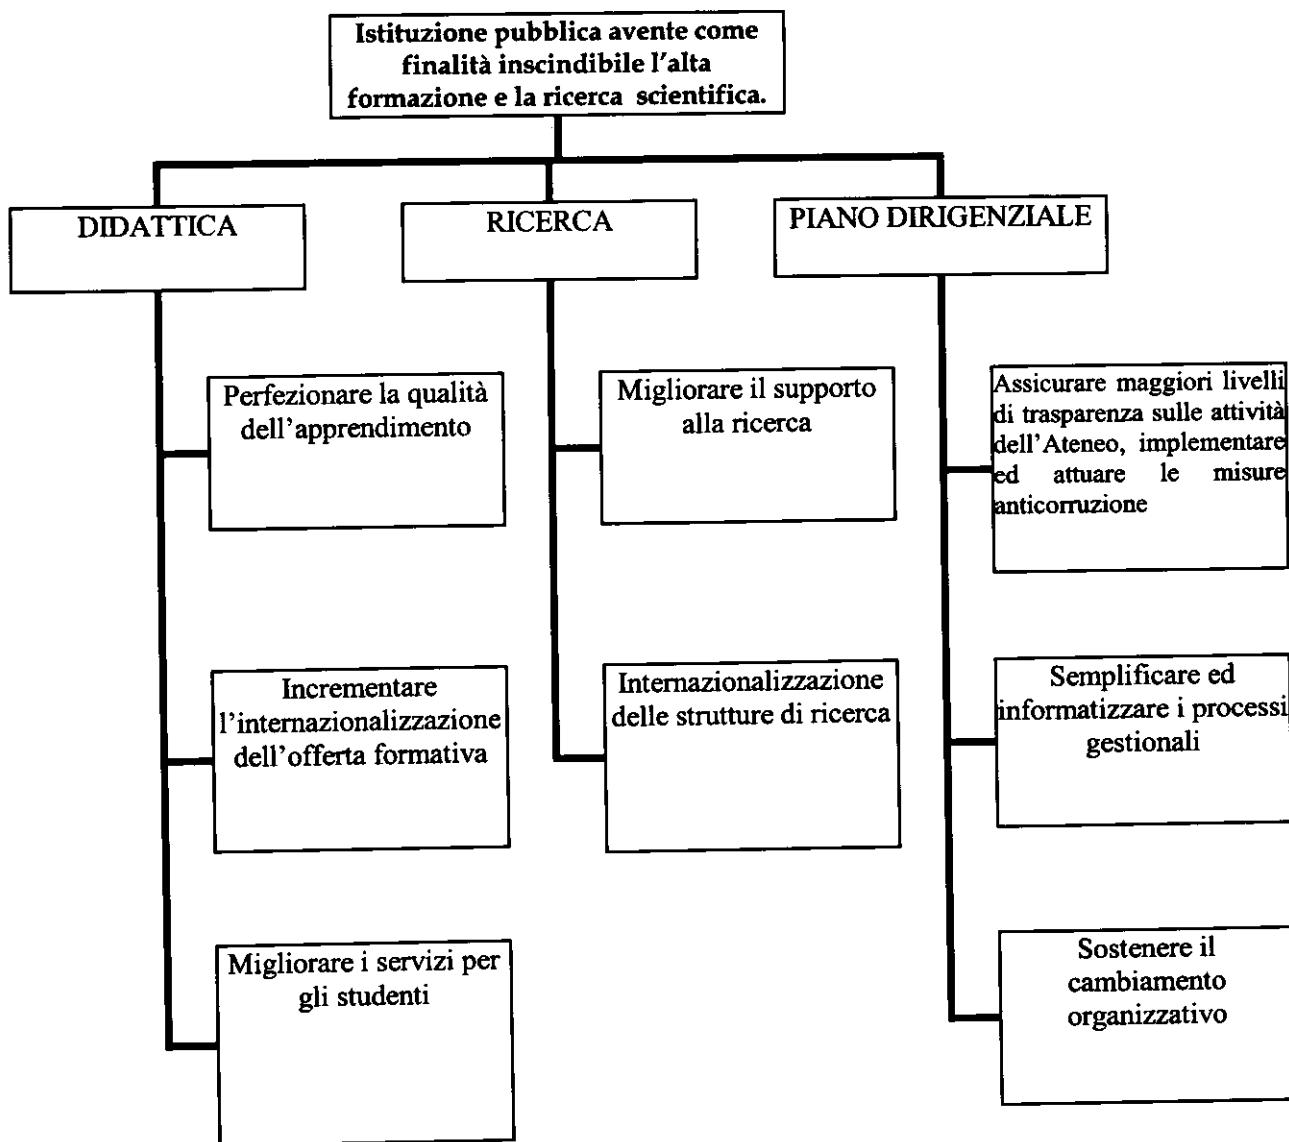 Istituzione pubblica avente come
finalità inscindibile l'alta
formazione e la ricerca scientifica.
DIDATTICA
RICERCA
PIANO DIRIGENZIALE
Perfezionare la qualità
dell'apprendimento
Migliorare il supporto
alla ricerca
Assicurare maggiori livelli
di trasparenza sulle attività
dell'Ateneo, implementare
ed attuare le misure
anticorruzione
Incrementare
l'internazionalizzazione
dell'offerta formativa
Internazionalizzazione
delle strutture di ricerca
Semplificare ed
informatizzare i processi
gestionali
Migliorare i servizi per
gli studenti
Sostenere il
cambiamento
organizzativo